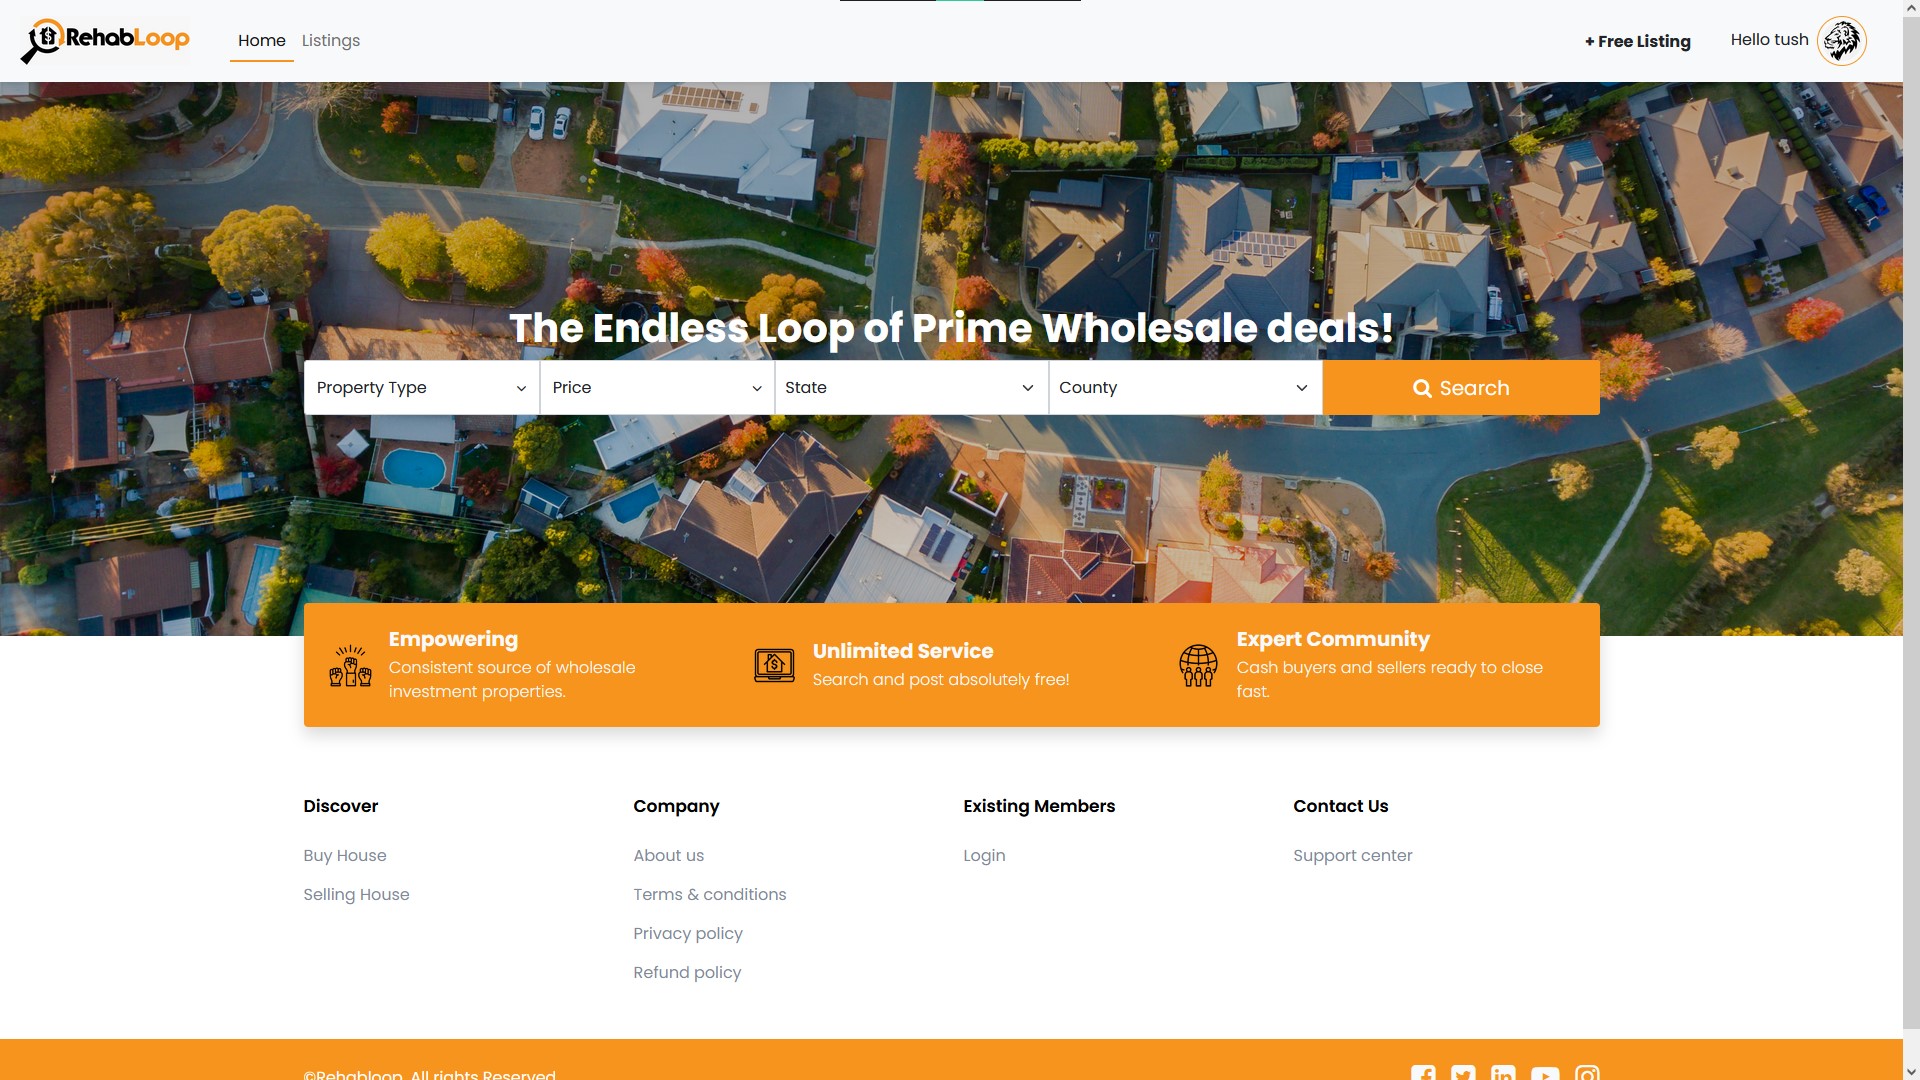 RehabLoop
Home
Listings
+ Free Listing
Hello tush
The Endless Loop of Prime Wholesale deals!
Property Type
Price
State
County
Search
Empowering
Consistent source of wholesale
investment properties.
Unlimited Service
Search and post absolutely free!
Expert Community
Cash buyers and sellers ready to close
fast.
Discover
Buy House
Selling House
Company
About us
Terms & conditions
Privacy policy
Refund policy
Existing Members
Login
Contact Us
Support center
©Rehabloop. All rights Reserved